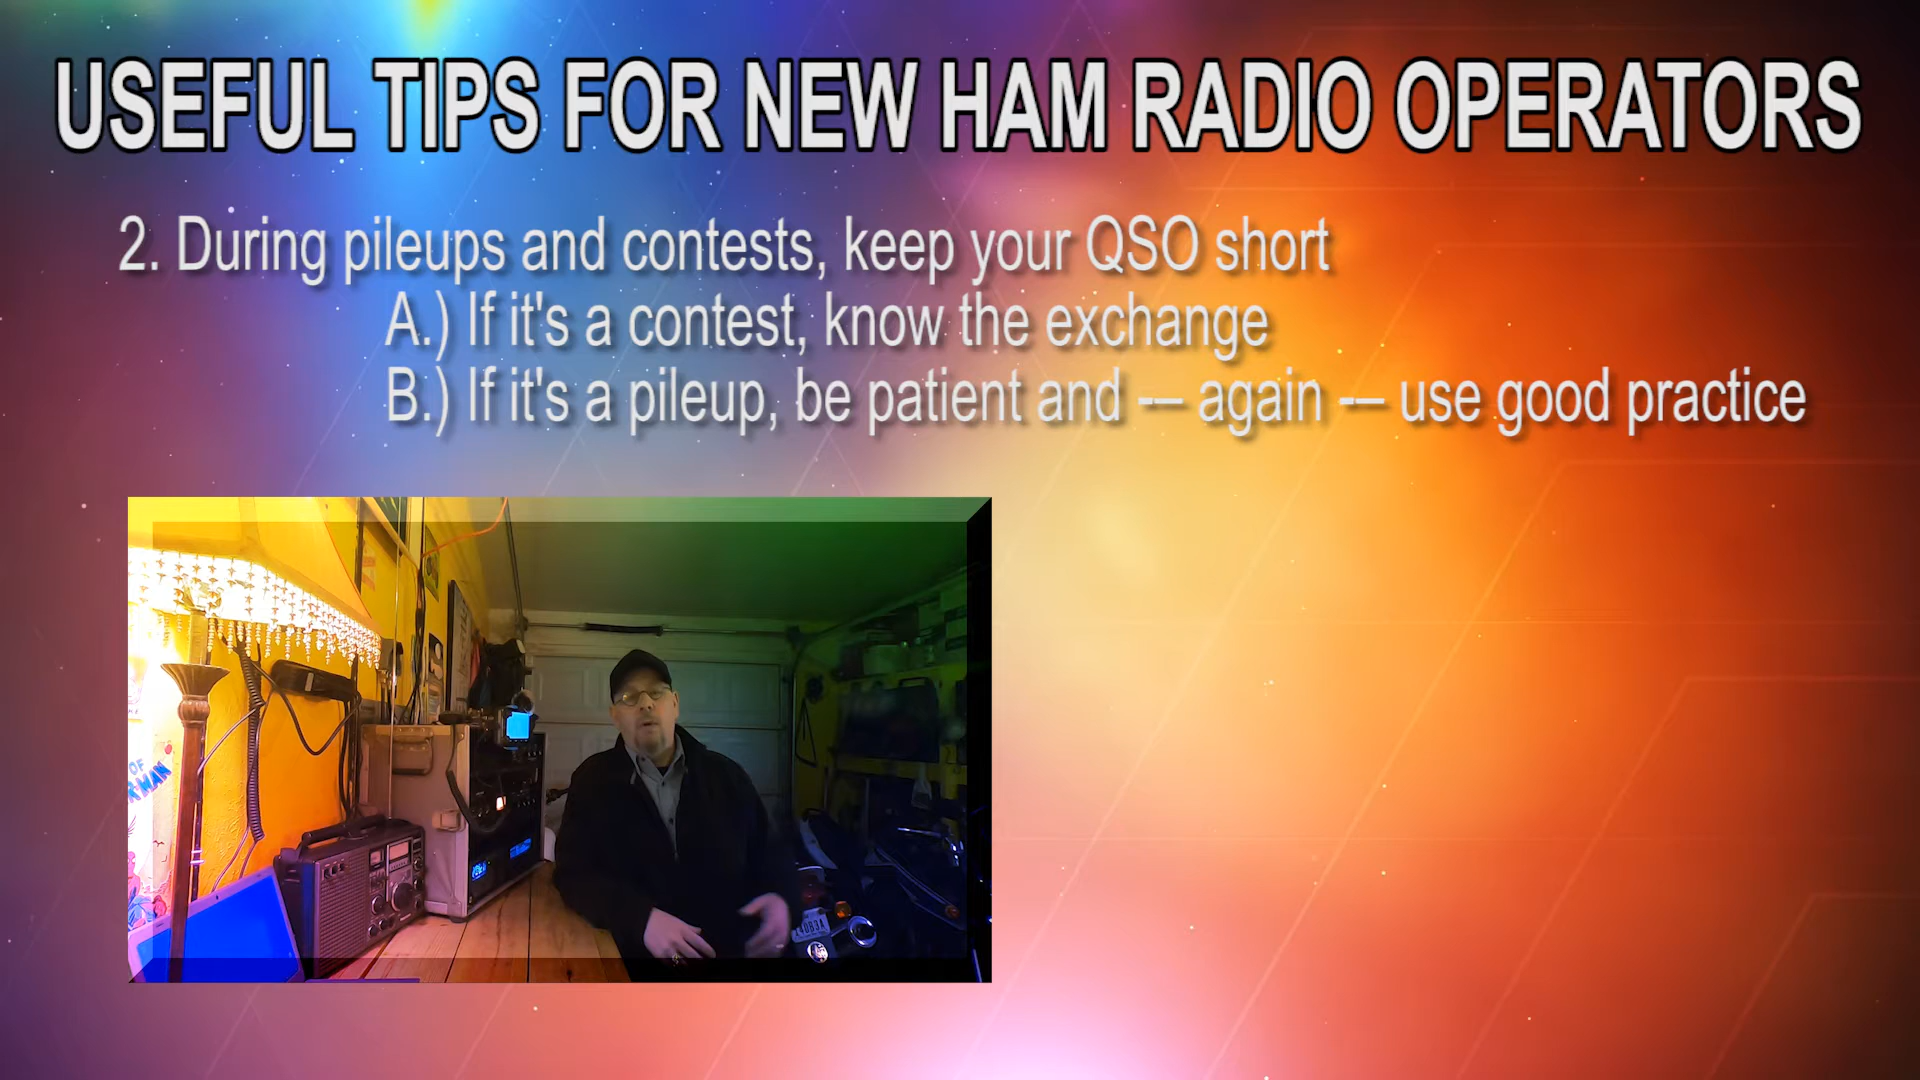 USEFUL TIPS FOR NEW HAM RADIO OPERATORS
2. During pileups and contests, keep your QSO short
A.) If it's a contest, know the exchange
B.) If it's a pileup, be patient and -– again -– use good practice
OF